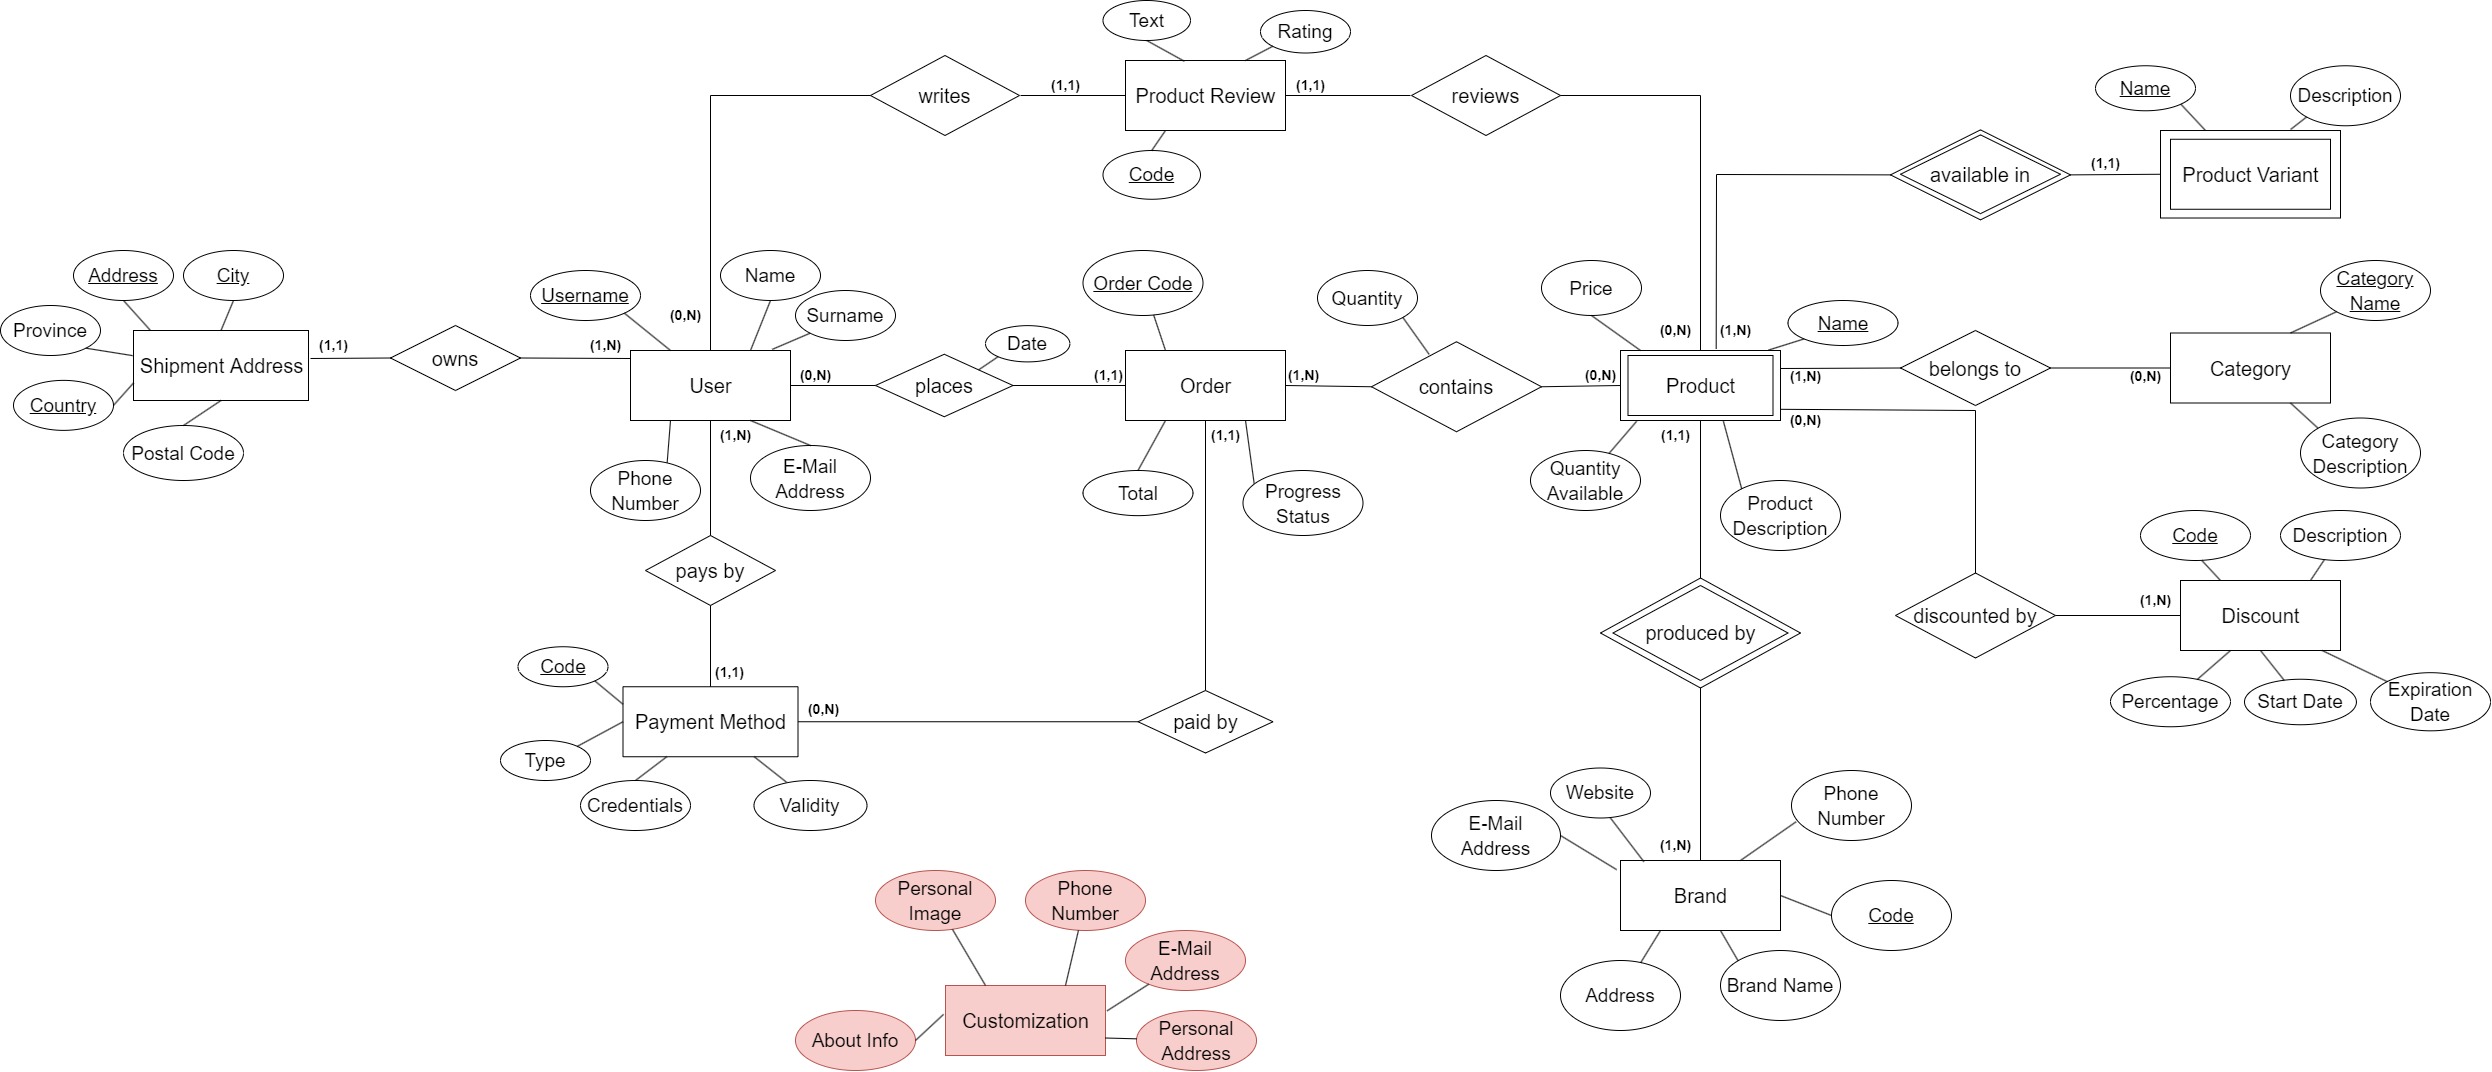 Text
Rating
writes
(1,1)
Product Review
(1,1)
reviews
Code
Name
Description
available in
(1,1)
Product Variant
Address
City
Province
Shipment Address
Country
Postal Code
(1,1)
owns
(1,N)
(0,N)
Username
Name
Surname
User
(0,N)
Phone
Number
(1,N)
E-Mail
Address
places
Date
(1,1)
Order Code
Order
(1,N)
Total
(1,1)
Progress
Status
Quantity
contains
(0,N)
Price
(0,N)
(1,N)
Name
Product
(1,N)
(0,N)
Quantity
Available
(1,1)
Product
Description
belongs to
(0,N)
Category
Name
Category
Category
Description
Code
Description
discounted by
(1,N)
Discount
Percentage
Start Date
Expiration
Date
pays by
(1,1)
Code
Payment Method
(0,N)
Type
Credentials
Validity
paid by
produced by
(1,N)
Website
Phone
Number
E-Mail
Address
Brand
Code
Address
Brand Name
Personal
Image
Phone
Number
E-Mail
Address
Customization
About Info
Personal
Address